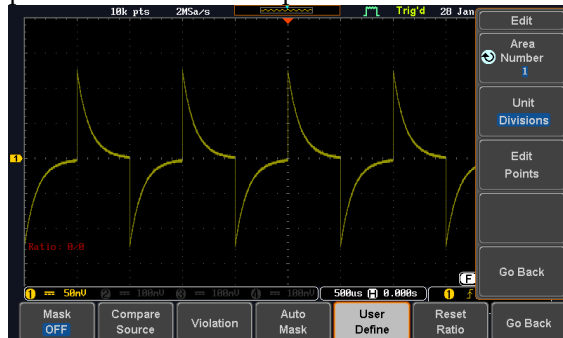 10k pts 2MSa/s Trig'd 28 Jan
Edit
Area
Number
1
Unit
Divisions
Edit
Points
Go Back
1
Ratio: 0/0
F
1 50mV 2 100mV 3 100mV 4 100mV 500us H 0.000s 1
Mask
OFF
Compare
Source
Violation
Auto
Mask
User
Define
Reset
Ratio
Go Back